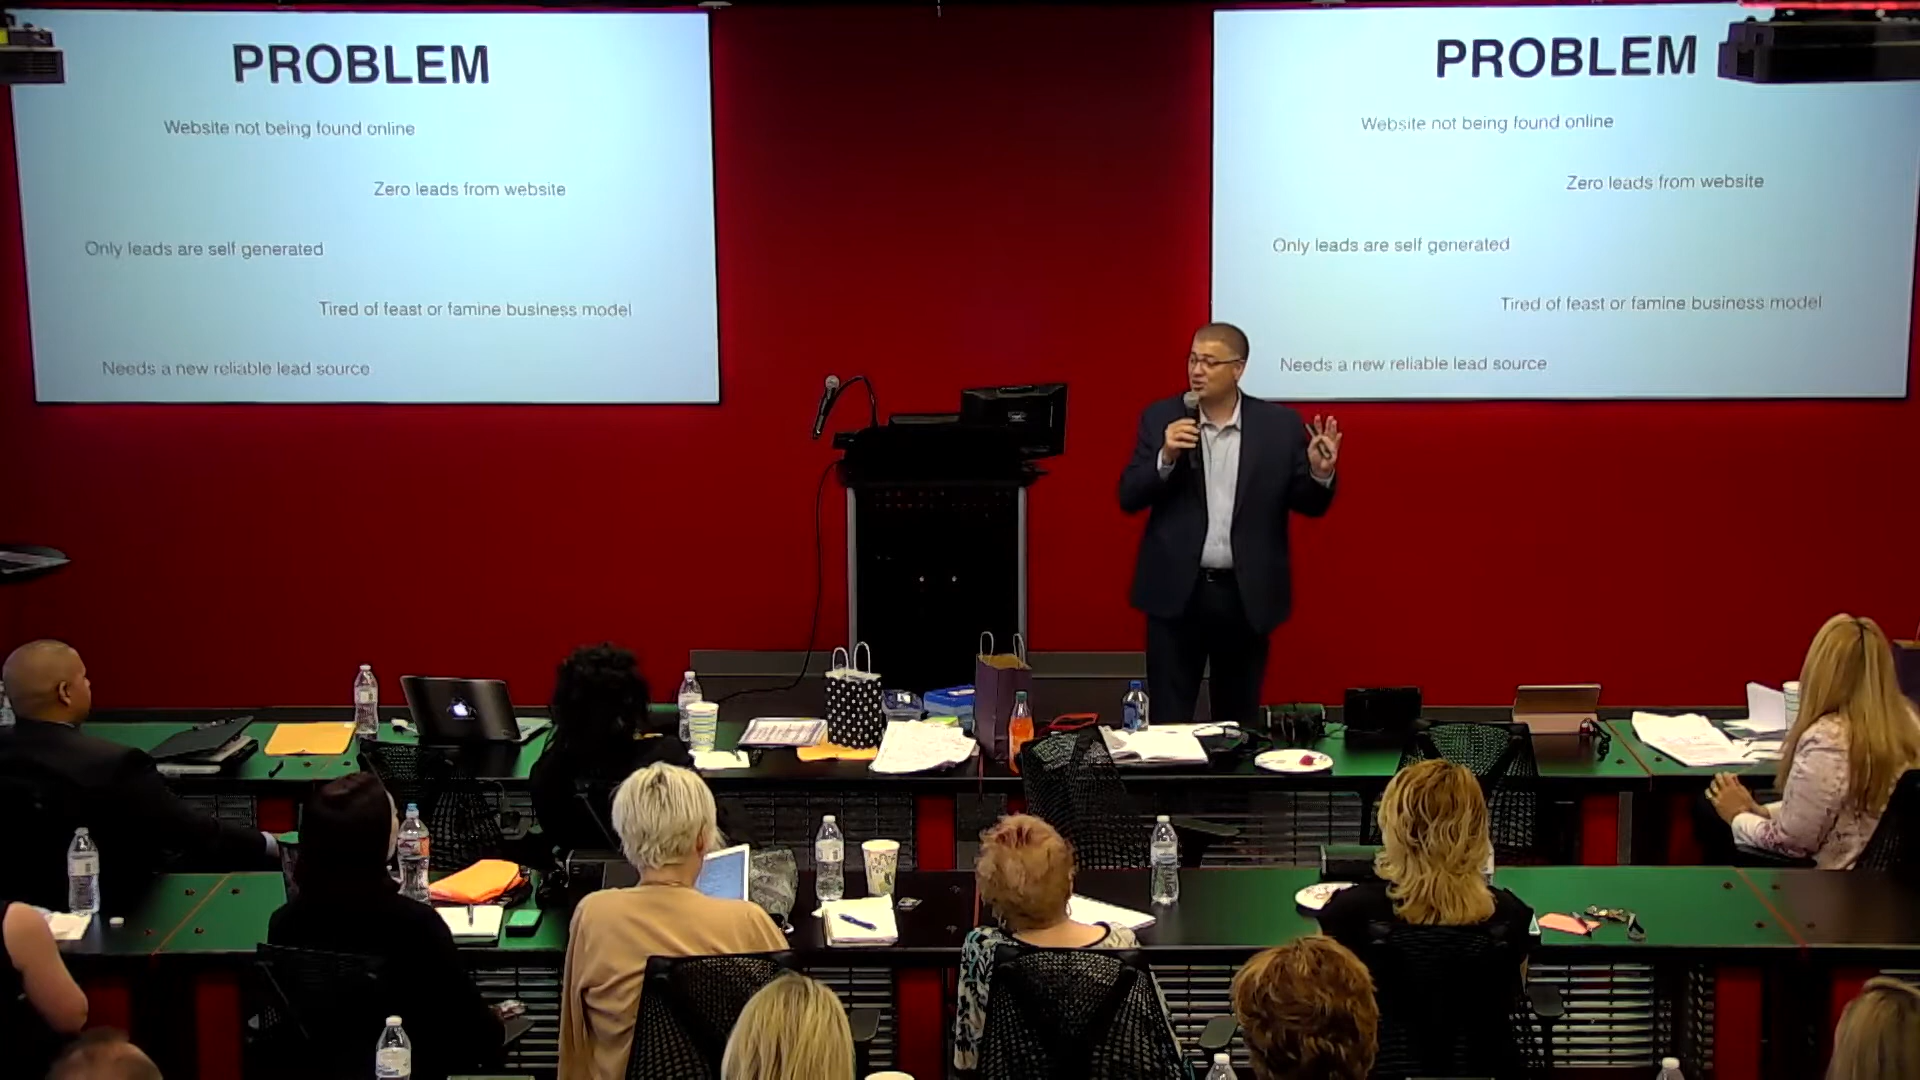 PROBLEM
Website not being found online
Zero leads from website
Only leads are self generated
Tired of feast or famine business model
Needs a new reliable lead source
PROBLEM
Website not being found online
Zero leads from website
Only leads are self generated
Tired of feast or famine business model
Needs a new reliable lead source